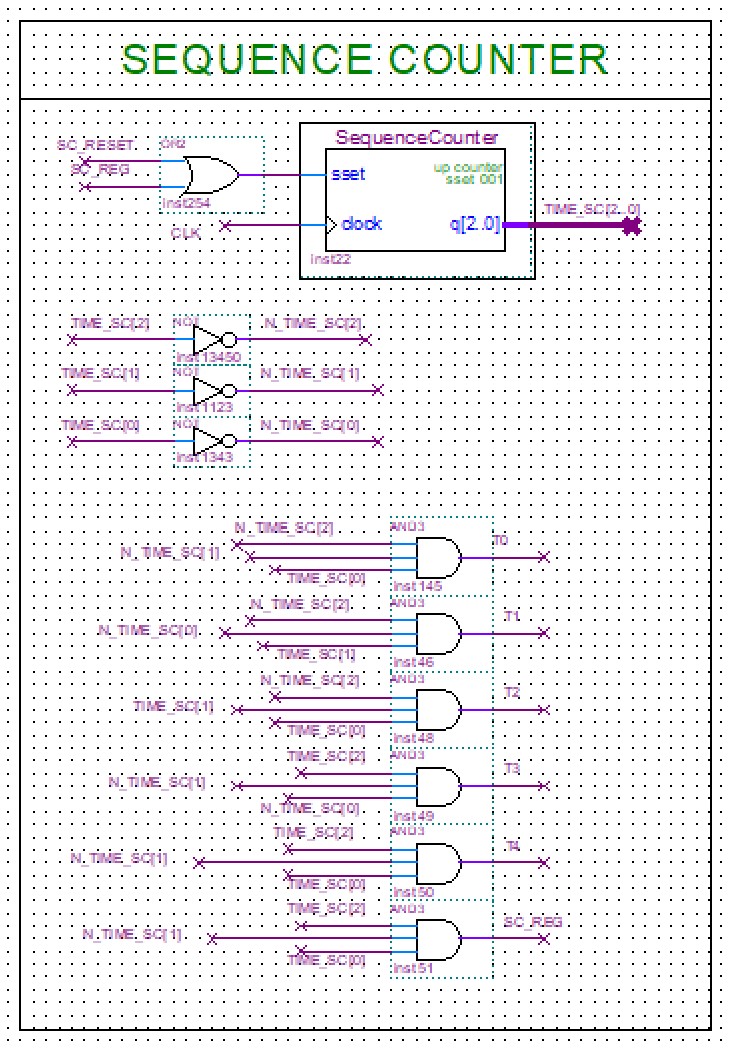 SEQUENCE COUNTER
SC_RESET
SC_REG
OR2
inst254
CLK
SequenceCounter
sset
up counter
sset 001
clock
q[2..0]
inst22
TIME_SC[2..0]
TIME_SC[2]
NOT
N_TIME_SC[2]
inst13450
TIME_SC[1]
NOT
N_TIME_SC[1]
inst1123
TIME_SC[0]
NOT
N_TIME_SC[0]
inst1343
N_TIME_SC[2]
N_TIME_SC[1]
TIME_SC[0]
AND3
inst145
T0
N_TIME_SC[2]
N_TIME_SC[0]
TIME_SC[1]
AND3
inst46
T1
N_TIME_SC[2]
TIME_SC[1]
TIME_SC[0]
AND3
inst48
T2
TIME_SC[2]
N_TIME_SC[1]
N_TIME_SC[0]
AND3
inst49
T3
TIME_SC[2]
N_TIME_SC[1]
TIME_SC[0]
AND3
inst50
T4
TIME_SC[2]
N_TIME_SC[1]
TIME_SC[0]
AND3
inst51
SC_REG